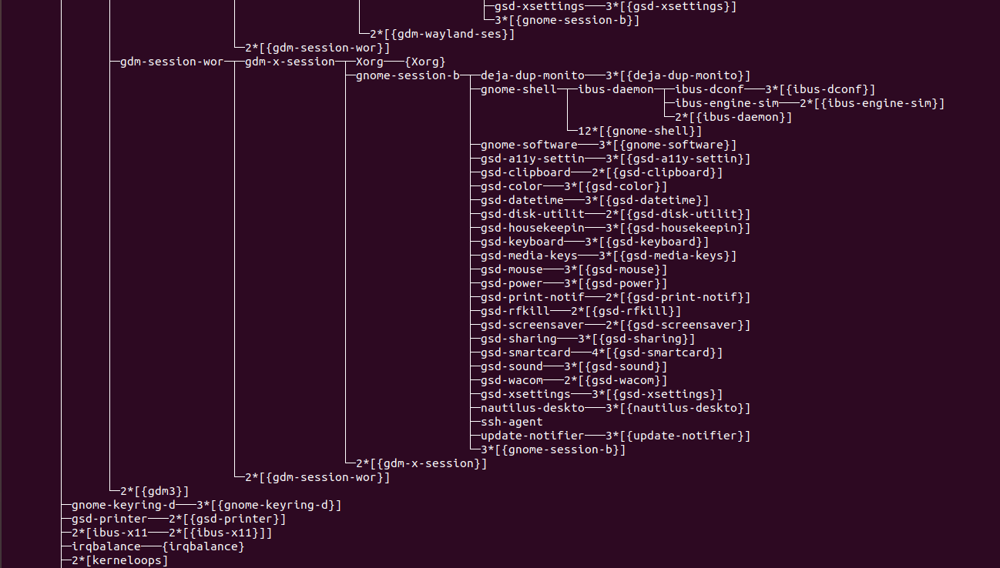 gsd-xsettings───3*[{gsd-xsettings}]
3*[{gnome-session-b}]
2*[{gdm-wayland-ses}]
2*[{gdm-session-wor}]
gdm-session-wor─┬─gdm-x-session─┬─Xorg───{Xorg}
gnome-session-b─┬─deja-dup-monito───3*[{deja-dup-monito}]
gnome-shell─┬─ibus-daemon─┬─ibus-dconf───3*[{ibus-dconf}]
ibus-engine-sim───2*[{ibus-engine-sim}]
2*[{ibus-daemon}]
12*[{gnome-shell}]
gnome-software───3*[{gnome-software}]
gsd-a11y-settin───3*[{gsd-a11y-settin}]
gsd-clipboard───2*[{gsd-clipboard}]
gsd-color───3*[{gsd-color}]
gsd-datetime───3*[{gsd-datetime}]
gsd-disk-utilit───2*[{gsd-disk-utilit}]
gsd-housekeepin───3*[{gsd-housekeepin}]
gsd-keyboard───3*[{gsd-keyboard}]
gsd-media-keys───3*[{gsd-media-keys}]
gsd-mouse───3*[{gsd-mouse}]
gsd-power───3*[{gsd-power}]
gsd-print-notif───2*[{gsd-print-notif}]
gsd-rfkill───2*[{gsd-rfkill}]
gsd-screensaver───2*[{gsd-screensaver}]
gsd-sharing───3*[{gsd-sharing}]
gsd-smartcard───4*[{gsd-smartcard}]
gsd-sound───3*[{gsd-sound}]
gsd-wacom───2*[{gsd-wacom}]
gsd-xsettings───3*[{gsd-xsettings}]
nautilus-deskto───3*[{nautilus-deskto}]
ssh-agent
update-notifier───3*[{update-notifier}]
3*[{gnome-session-b}]
2*[{gdm-x-session}]
2*[{gdm-session-wor}]
2*[{gdm3}]
gnome-keyring-d───3*[{gnome-keyring-d}]
gsd-printer───2*[{gsd-printer}]
2*[ibus-x11───2*[{ibus-x11}]]
irqbalance───{irqbalance}
2*[kerneloops]